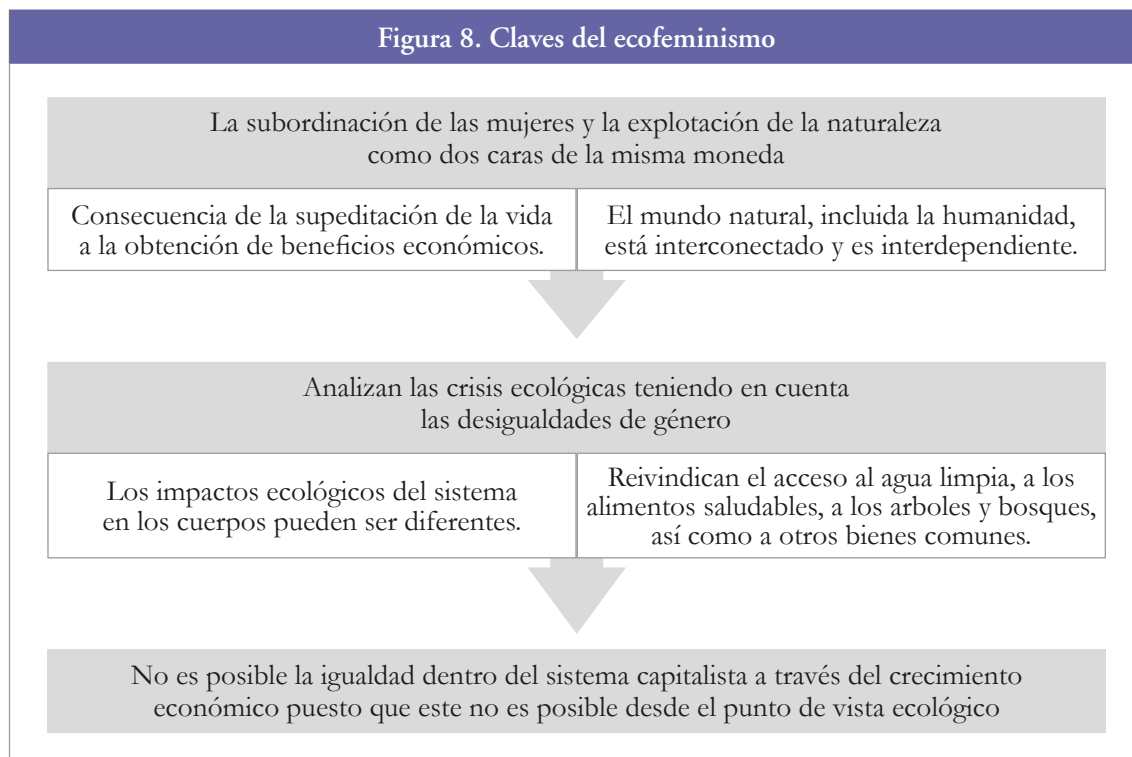 Figura 8. Claves del ecofeminismo
La subordinación de las mujeres y la explotación de la naturaleza
como dos caras de la misma moneda
Consecuencia de la supeditación de la vida
a la obtención de beneficios económicos.
El mundo natural, incluida la humanidad,
está interconectado y es interdependiente.
Analizan las crisis ecológicas teniendo en cuenta
las desigualdades de género
Los impactos ecológicos del sistema
en los cuerpos pueden ser diferentes.
Reivindican el acceso al agua limpia, a los
alimentos saludables, a los arboles y bosques,
así como a otros bienes comunes.
No es posible la igualdad dentro del sistema capitalista a través del crecimiento
económico puesto que este no es posible desde el punto de vista ecológico